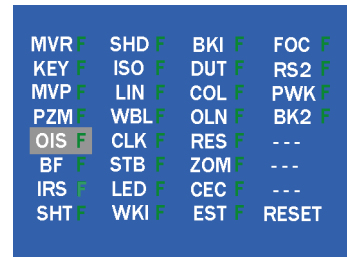 MVR F SHD F BKI F FOC F
KEY F ISO F DUT F RS2 F
MVP F LIN F COL F PWK F
PZM F WBL F OLN F BK2 F
OIS F CLK F RES F ---
BF F STB F ZOM F ---
IRS F LED F CEC F ---
SHT F WKI F EST F RESET